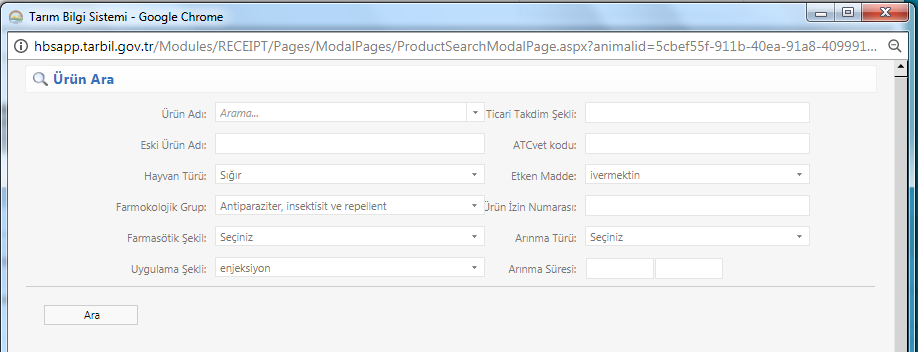 Tarım Bilgi Sistemi - Google Chrome
hbsapp.tarbil.gov.tr/Modules/RECEIPT/Pages/ModalPages/ProductSearchModalPage.aspx?animalid=5cbef55f-911b-40ea-91a8-409991...
Ürün Ara
Ürün Adı: Arama... Ticari Takdim Şekli:
Eski Ürün Adı: ATCvet kodu:
Hayvan Türü: Sığır Etken Madde: ivermektin
Farmokolojik Grup: Antiparaziter, insektisit ve repellent Ürün İzin Numarası:
Farmasötik Şekil: Seçiniz Arınma Türü: Seçiniz
Uygulama Şekli: enjeksiyon Arınma Süresi:
Ara